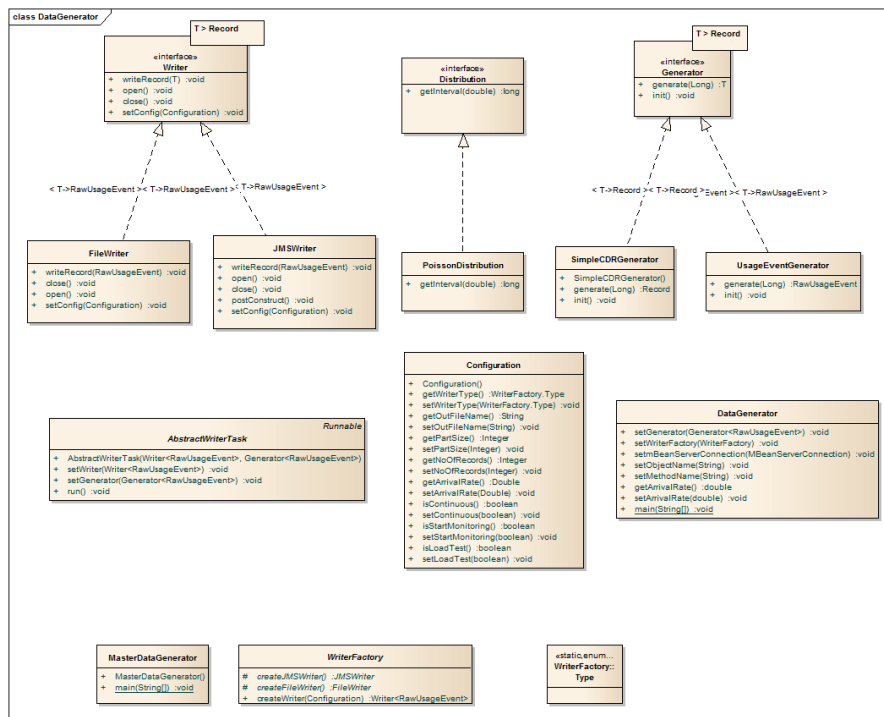 class DataGenerator
T > Record
«interface»
Writer
+ writeRecord(T) :void
+ open() :void
+ close() :void
+ setConfig(Configuration) :void
«interface»
Distribution
+ getInterval(double) :long
T > Record
«interface»
Generator
+ generate(Long) :T
+ init() :void
< T->RawUsageEvent >
< T->RawUsageEvent >
< T->RawUsageEvent >
< T->Record >
< T->Record >
Event >
< T->RawUsageEvent >
FileWriter
+ writeRecord(RawUsageEvent) :void
+ close() :void
+ open() :void
+ setConfig(Configuration) :void
JMSWriter
+ writeRecord(RawUsageEvent) :void
+ open() :void
+ close() :void
+ postConstruct() :void
+ setConfig(Configuration) :void
PoissonDistribution
+ getInterval(double) :long
SimpleCDRGenerator
+ SimpleCDRGenerator()
+ generate(Long) :Record
+ init() :void
UsageEventGenerator
+ generate(Long) :RawUsageEvent
+ init() :void
Runnable
AbstractWriterTask
+ AbstractWriterTask(Writer<RawUsageEvent>, Generator<RawUsageEvent>)
+ setWriter(Writer<RawUsageEvent>) :void
+ setGenerator(Generator<RawUsageEvent>) :void
+ run() :void
Configuration
+ Configuration()
+ getWriterType() :WriterFactory.Type
+ setWriterType(WriterFactory.Type) :void
+ getOutFileName() :String
+ setOutFileName(String) :void
+ getPartSize() :Integer
+ setPartSize(Integer) :void
+ getNoOfRecords() :Integer
+ setNoOfRecords(Integer) :void
+ getArrivalRate() :Double
+ setArrivalRate(Double) :void
+ isContinuous() :boolean
+ setContinuous(boolean) :void
+ isStartMonitoring() :boolean
+ setStartMonitoring(boolean) :void
+ isLoadTest() :boolean
+ setLoadTest(boolean) :void
DataGenerator
+ setGenerator(Generator<RawUsageEvent>) :void
+ setWriterFactory(WriterFactory) :void
+ setmBeanServerConnection(MBeanServerConnection) :void
+ setObjectName(String) :void
+ setMethodName(String) :void
+ getArrivalRate() :double
+ setArrivalRate(double) :void
+ main(String[]) :void
MasterDataGenerator
+ MasterDataGenerator()
+ main(String[]) :void
WriterFactory
# createJMSWriter() :JMSWriter
# createFileWriter() :FileWriter
+ createWriter(Configuration) :Writer<RawUsageEvent>
«static,enum...
WriterFactory::
Type